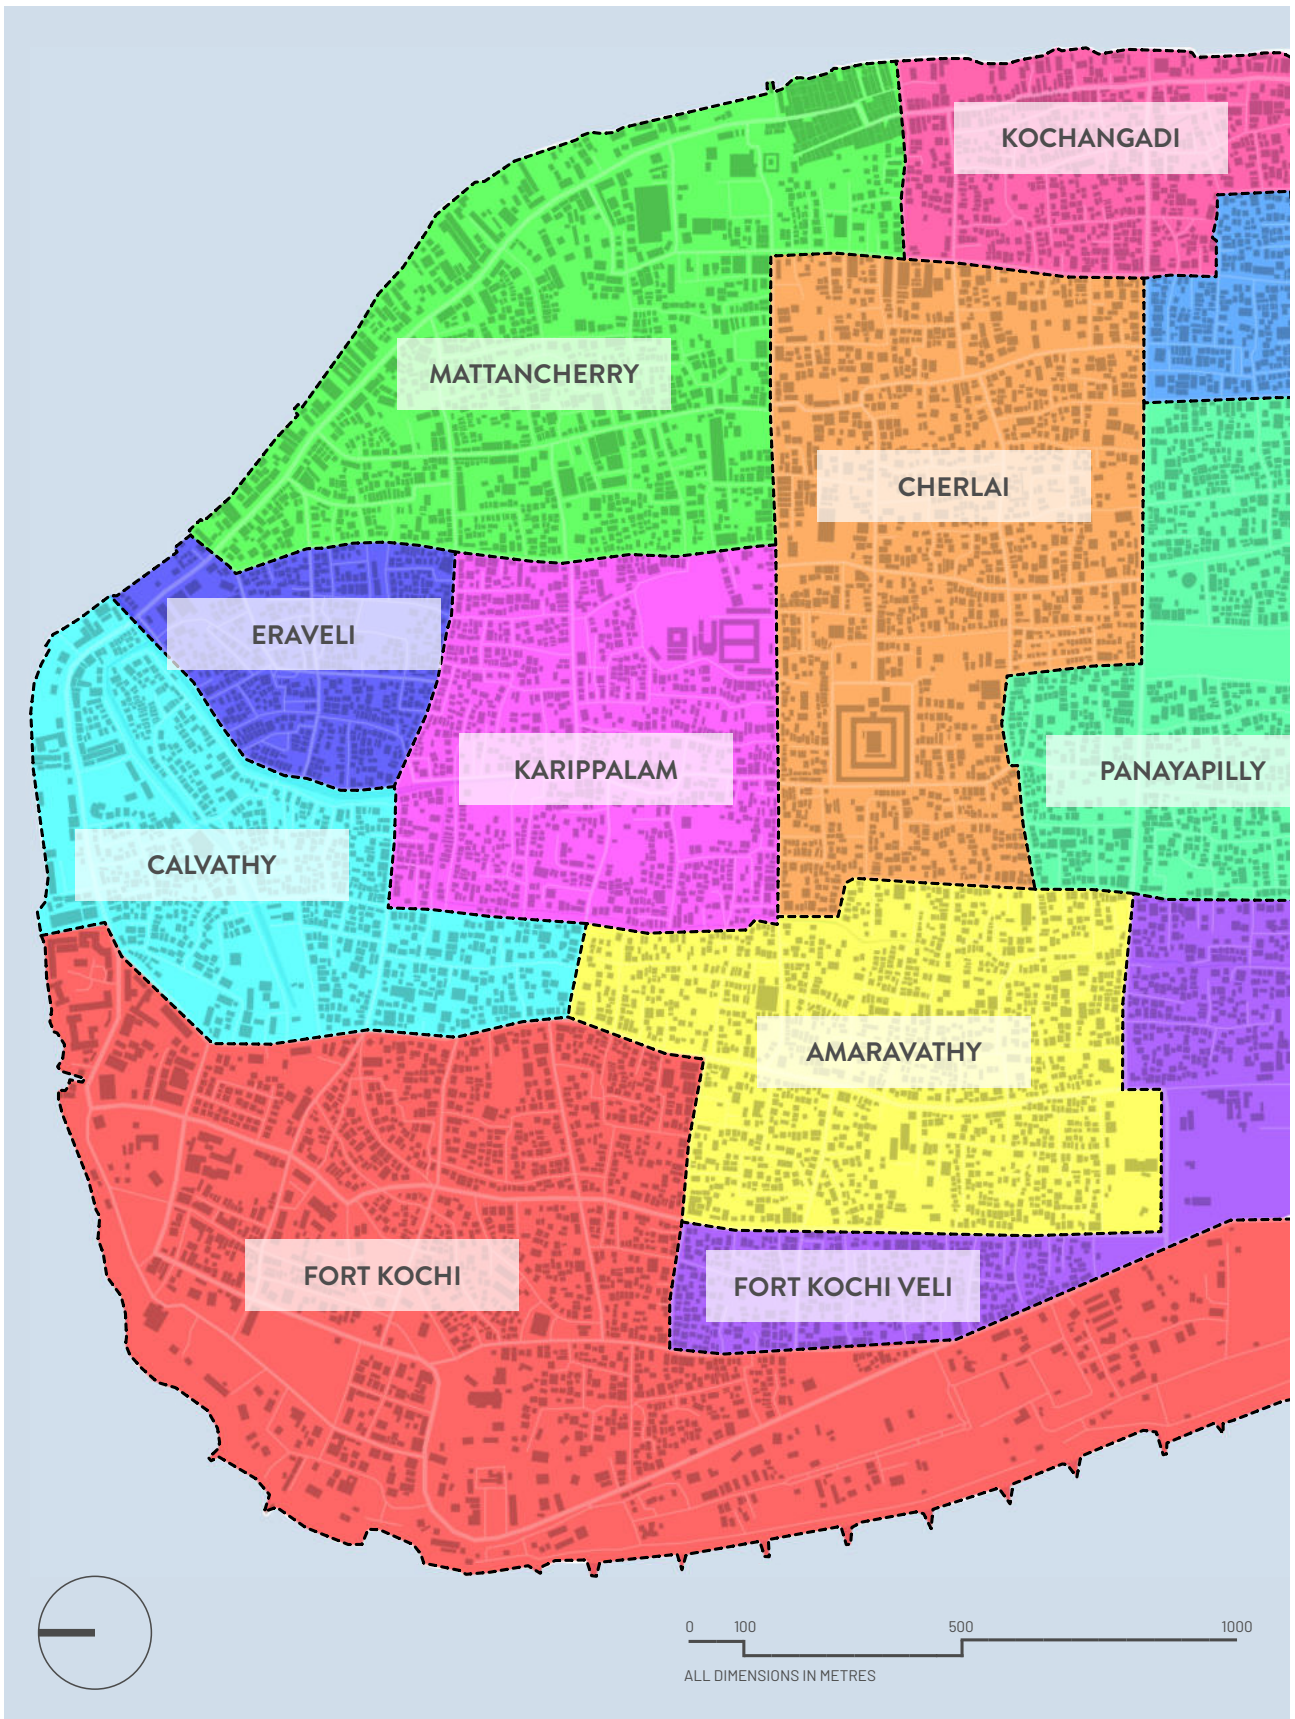 KOCHANGADI
MATTANCHERRY
CHERLAI
ERAVELI
KARIPPALAM
PANAYAPILLY
CALVATHY
AMARAVATHY
FORT KOCHI
FORT KOCHI VELI
0 100 500 1000
ALL DIMENSIONS IN METRES